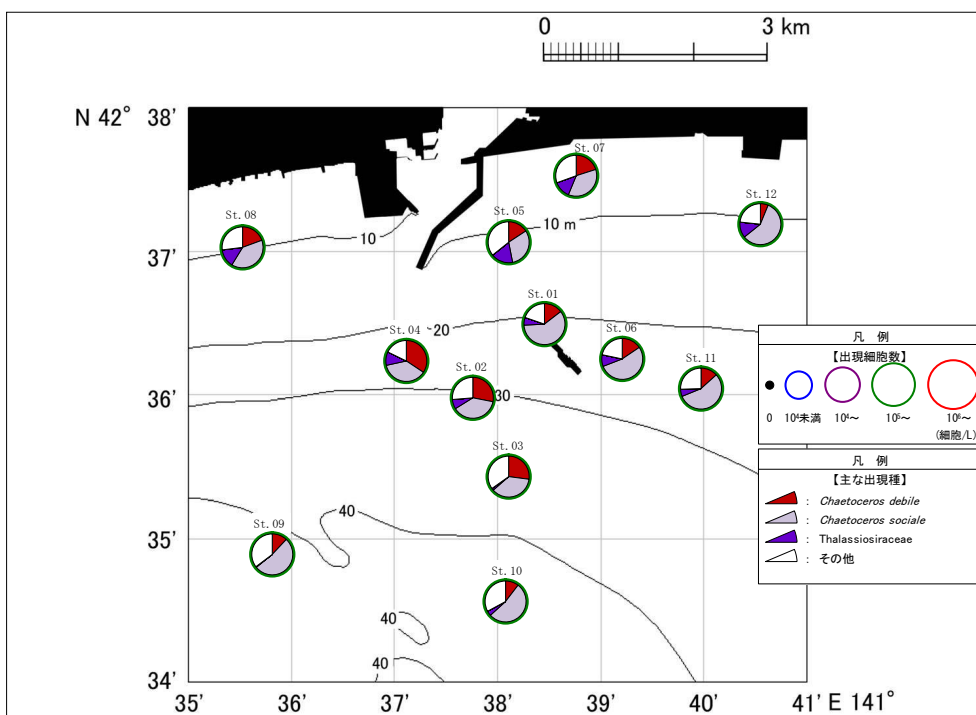 0 3 km
N 42° 38'
St.07
St.12
St.08
St.05
10 m
10
37'
St.01
20
St.04
St.06
St.02
St.11
凡 例
【出現細胞数】
0 10⁴未満 10⁴~ 10⁵~ 10⁶~
(細胞/L)
36'
30
St.03
凡 例
【主な出現種】
: Chaetoceros debile
: Chaetoceros sociale
: Thalassiosiraceae
: その他
40
St.09
35'
St.10
40
40
34'
35' 36' 37' 38' 39' 40' 41' E 141°